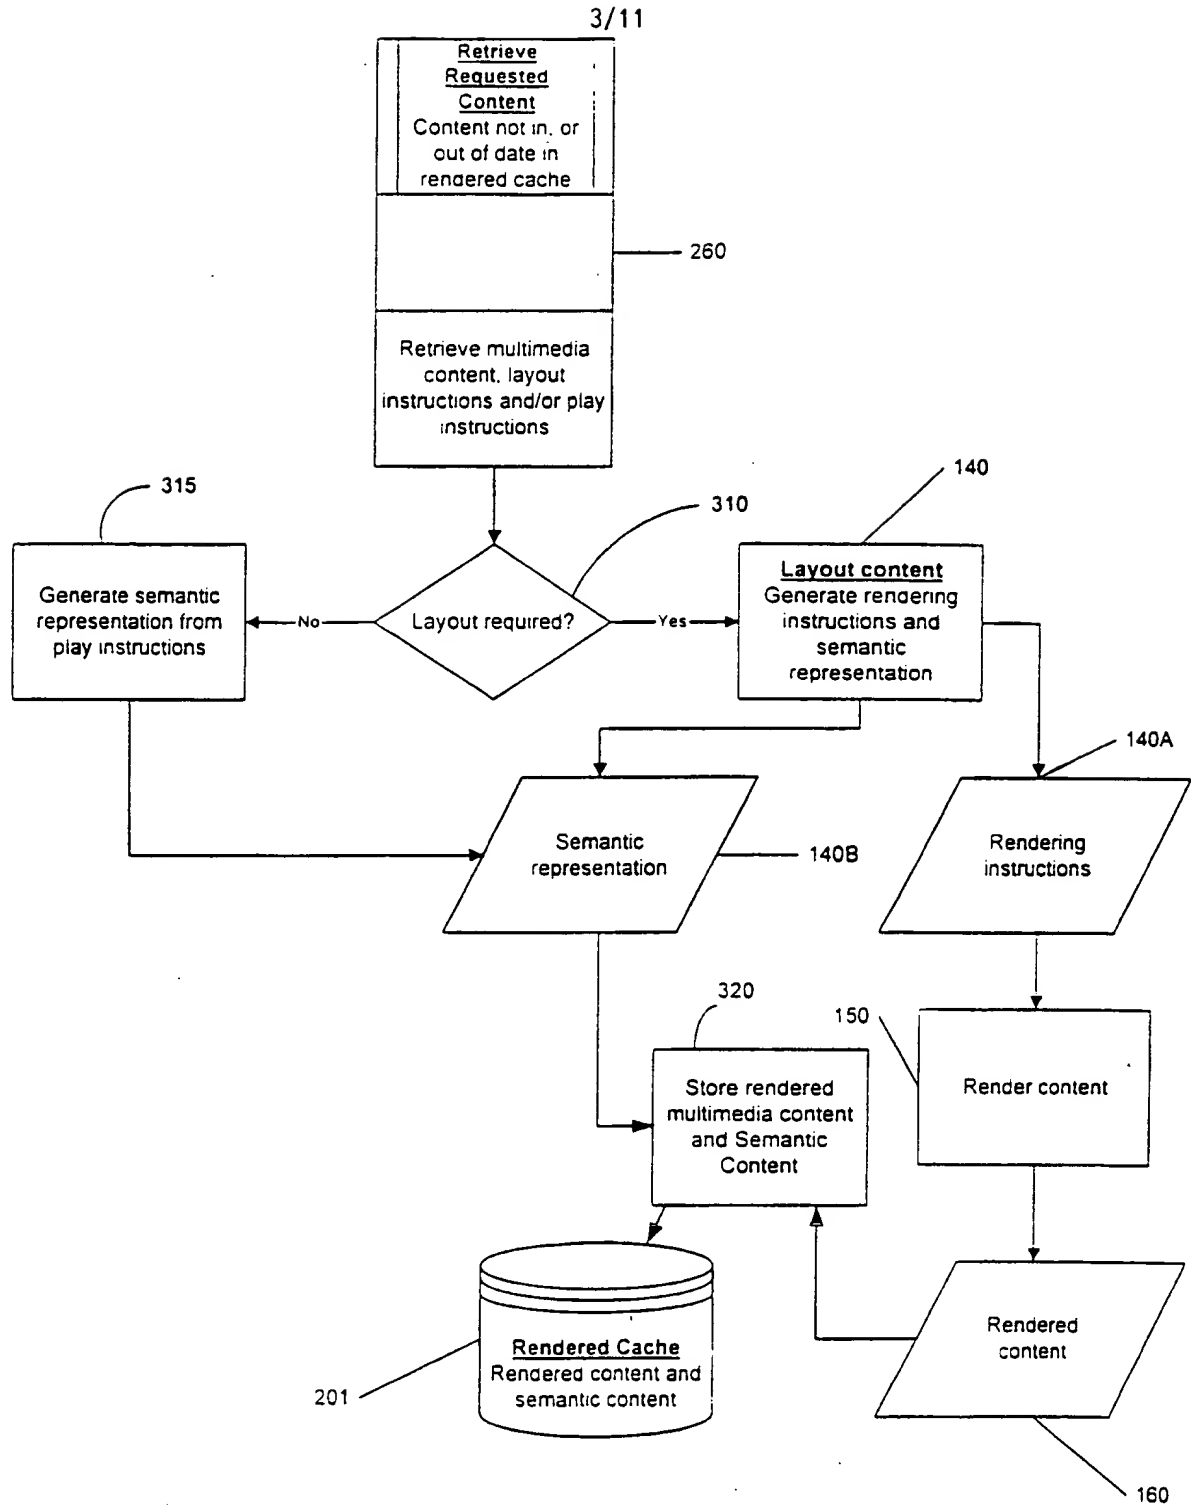 3/11
Retrieve
Requested
Content
Content not in, or
out of date in
rendered cache
260
Retrieve multimedia
content, layout
instructions and/or play
instructions
315
310
140
Generate semantic
representation from
play instructions
No
Layout required?
Yes
Layout content
Generate rendering
instructions and
semantic
representation
140A
Semantic
representation
140B
Rendering
instructions
320
150
Store rendered
multimedia content
and Semantic
Content
Render content
Rendered Cache
Rendered content and
semantic content
201
Rendered
content
160